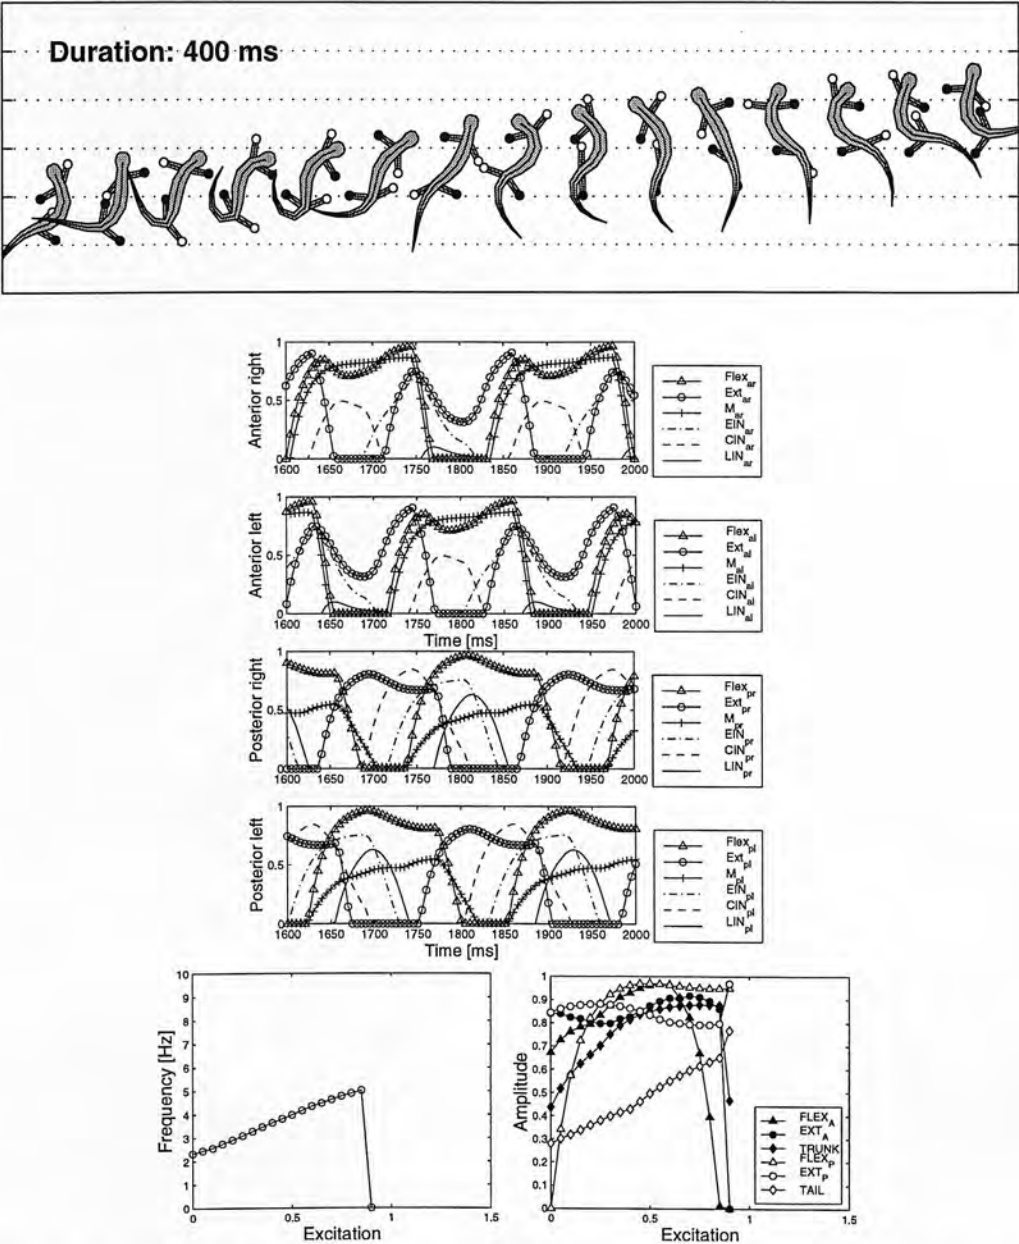 Duration: 400 ms
Anterior right
1
0.5
0
1600 1650 1700 1750 1800 1850 1900 1950 2000
Flex_ar
Ext_ar
M_ar
EIN_ar
CIN_ar
LIN_ar
Anterior left
1
0.5
0
1600 1650 1700 1750 1800 1850 1900 1950 2000
Time [ms]
Flex_al
Ext_al
M_al
EIN_al
CIN_al
LIN_al
Posterior right
1
0.5
0
1600 1650 1700 1750 1800 1850 1900 1950 2000
Flex_pr
Ext_pr
M_pr
EIN_pr
CIN_pr
LIN_pr
Posterior left
1
0.5
0
1600 1650 1700 1750 1800 1850 1900 1950 2000
Time [ms]
Flex_pl
Ext_pl
M_pl
EIN_pl
CIN_pl
LIN_pl
Frequency [Hz]
10
9
8
7
6
5
4
3
2
1
0
0 0.5 1 1.5
Excitation
Amplitude
1
0.9
0.8
0.7
0.6
0.5
0.4
0.3
0.2
0.1
0
0 0.5 1 1.5
Excitation
FLEX_A
EXT_A
TRUNK
FLEX_P
EXT_P
TAIL